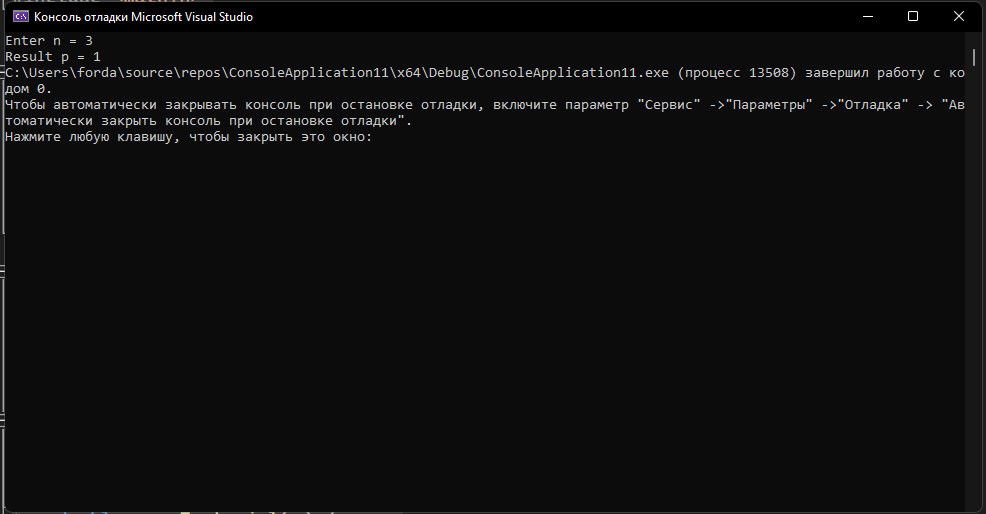 Консоль отладки Microsoft Visual Studio
Enter n = 3
Result p = 1
C:\Users\forda\source\repos\ConsoleApplication11\x64\Debug\ConsoleApplication11.exe (процесс 13508) завершил работу с ко
дом 0.
Чтобы автоматически закрывать консоль при остановке отладки, включите параметр "Сервис" ->"Параметры" ->"Отладка" -> "Ав
томатически закрыть консоль при остановке отладки".
Нажмите любую клавишу, чтобы закрыть это окно: